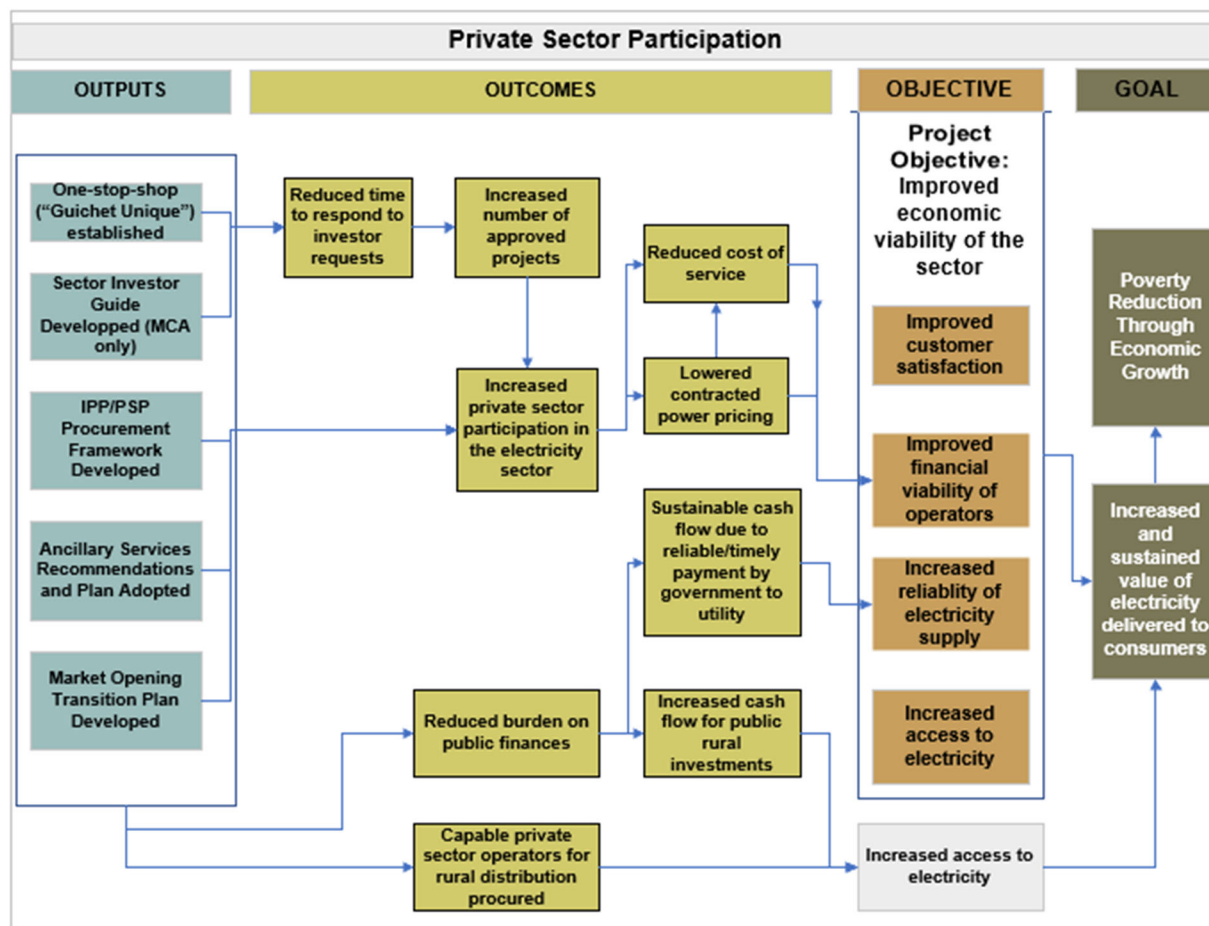 Private Sector Participation
OUTPUTS
OUTCOMES
OBJECTIVE
GOAL
One-stop-shop
(“Guichet Unique”)
established
Sector Investor
Guide
Developped (MCA
only)
IPP/PSP
Procurement
Framework
Developed
Ancillary Services
Recommendations
and Plan Adopted
Market Opening
Transition Plan
Developed
Reduced time
to respond to
investor
requests
Increased
number of
approved
projects
Increased
private sector
participation in
the electricity
sector
Reduced cost of
service
Lowered
contracted
power pricing
Sustainable cash
flow due to
reliable/timely
payment by
government to
utility
Reduced burden on
public finances
Increased cash
flow for public
rural
investments
Capable private
sector operators for
rural distribution
procured
Project
Objective:
Improved
economic
viability of the
sector
Improved
customer
satisfaction
Improved
financial
viability of
operators
Increased
reliablity of
electricity
supply
Increased
access to
electricity
Increased access to
electricity
Poverty
Reduction
Through
Economic
Growth
Increased
and
sustained
value of
electricity
delivered to
consumers